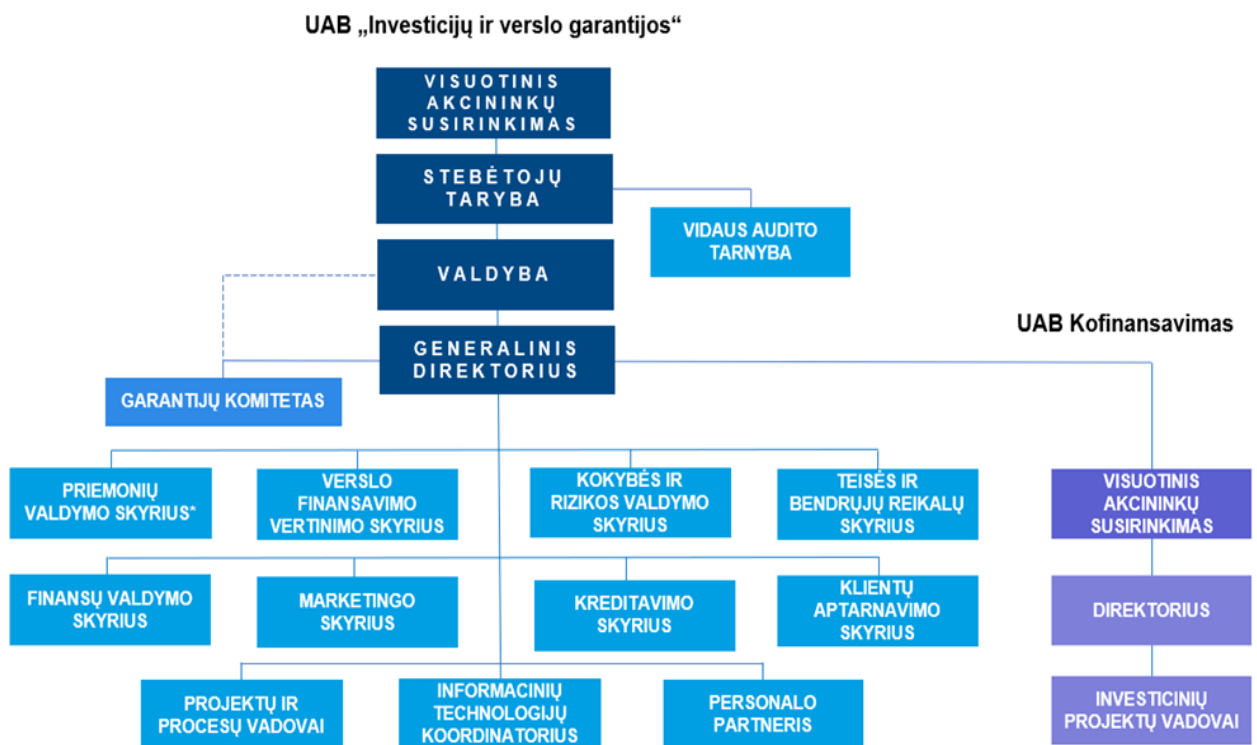 UAB „Investicijų ir verslo garantijos“
VISUOTINIS
AKCININKŲ
SUSIRINKIMAS
STEBĖTOJŲ
TARYBA
VIDAUS AUDITO
TARNYBA
VALDYBA
UAB Kofinansavimas
GENERALINIS
DIREKTORIUS
GARANTIJŲ KOMITETAS
PRIEMONIŲ
VALDYMO SKYRIUS*
VERSLO
FINANSAVIMO
VERTINIMO SKYRIUS
KOKYBĖS IR
RIZIKOS VALDYMO
SKYRIUS
TEISĖS IR
BENDRŲJŲ REIKALŲ
SKYRIUS
VISUOTINIS
AKCININKŲ
SUSIRINKIMAS
FINANSŲ VALDYMO
SKYRIUS
MARKETINGO
SKYRIUS
KREDITAVIMO
SKYRIUS
KLIENTŲ
APTARNAVIMO
SKYRIUS
DIREKTORIUS
PROJEKTŲ IR
PROCESŲ VADOVAI
INFORMACINIŲ
TECHNOLOGIJŲ
KOORDINATORIUS
PERSONALO
PARTNERIS
INVESTICINIŲ
PROJEKTŲ VADOVAI